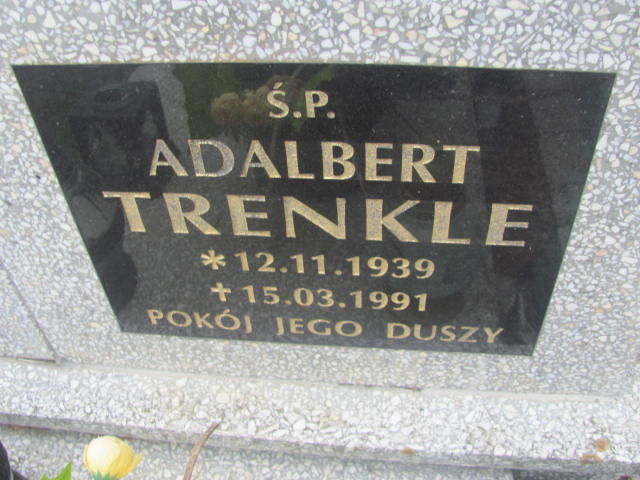 Ś.P.
ADALBERT
TRENKLE
* 12.11.1939
✝ 15.03.1991
POKÓJ JEGO DUSZY